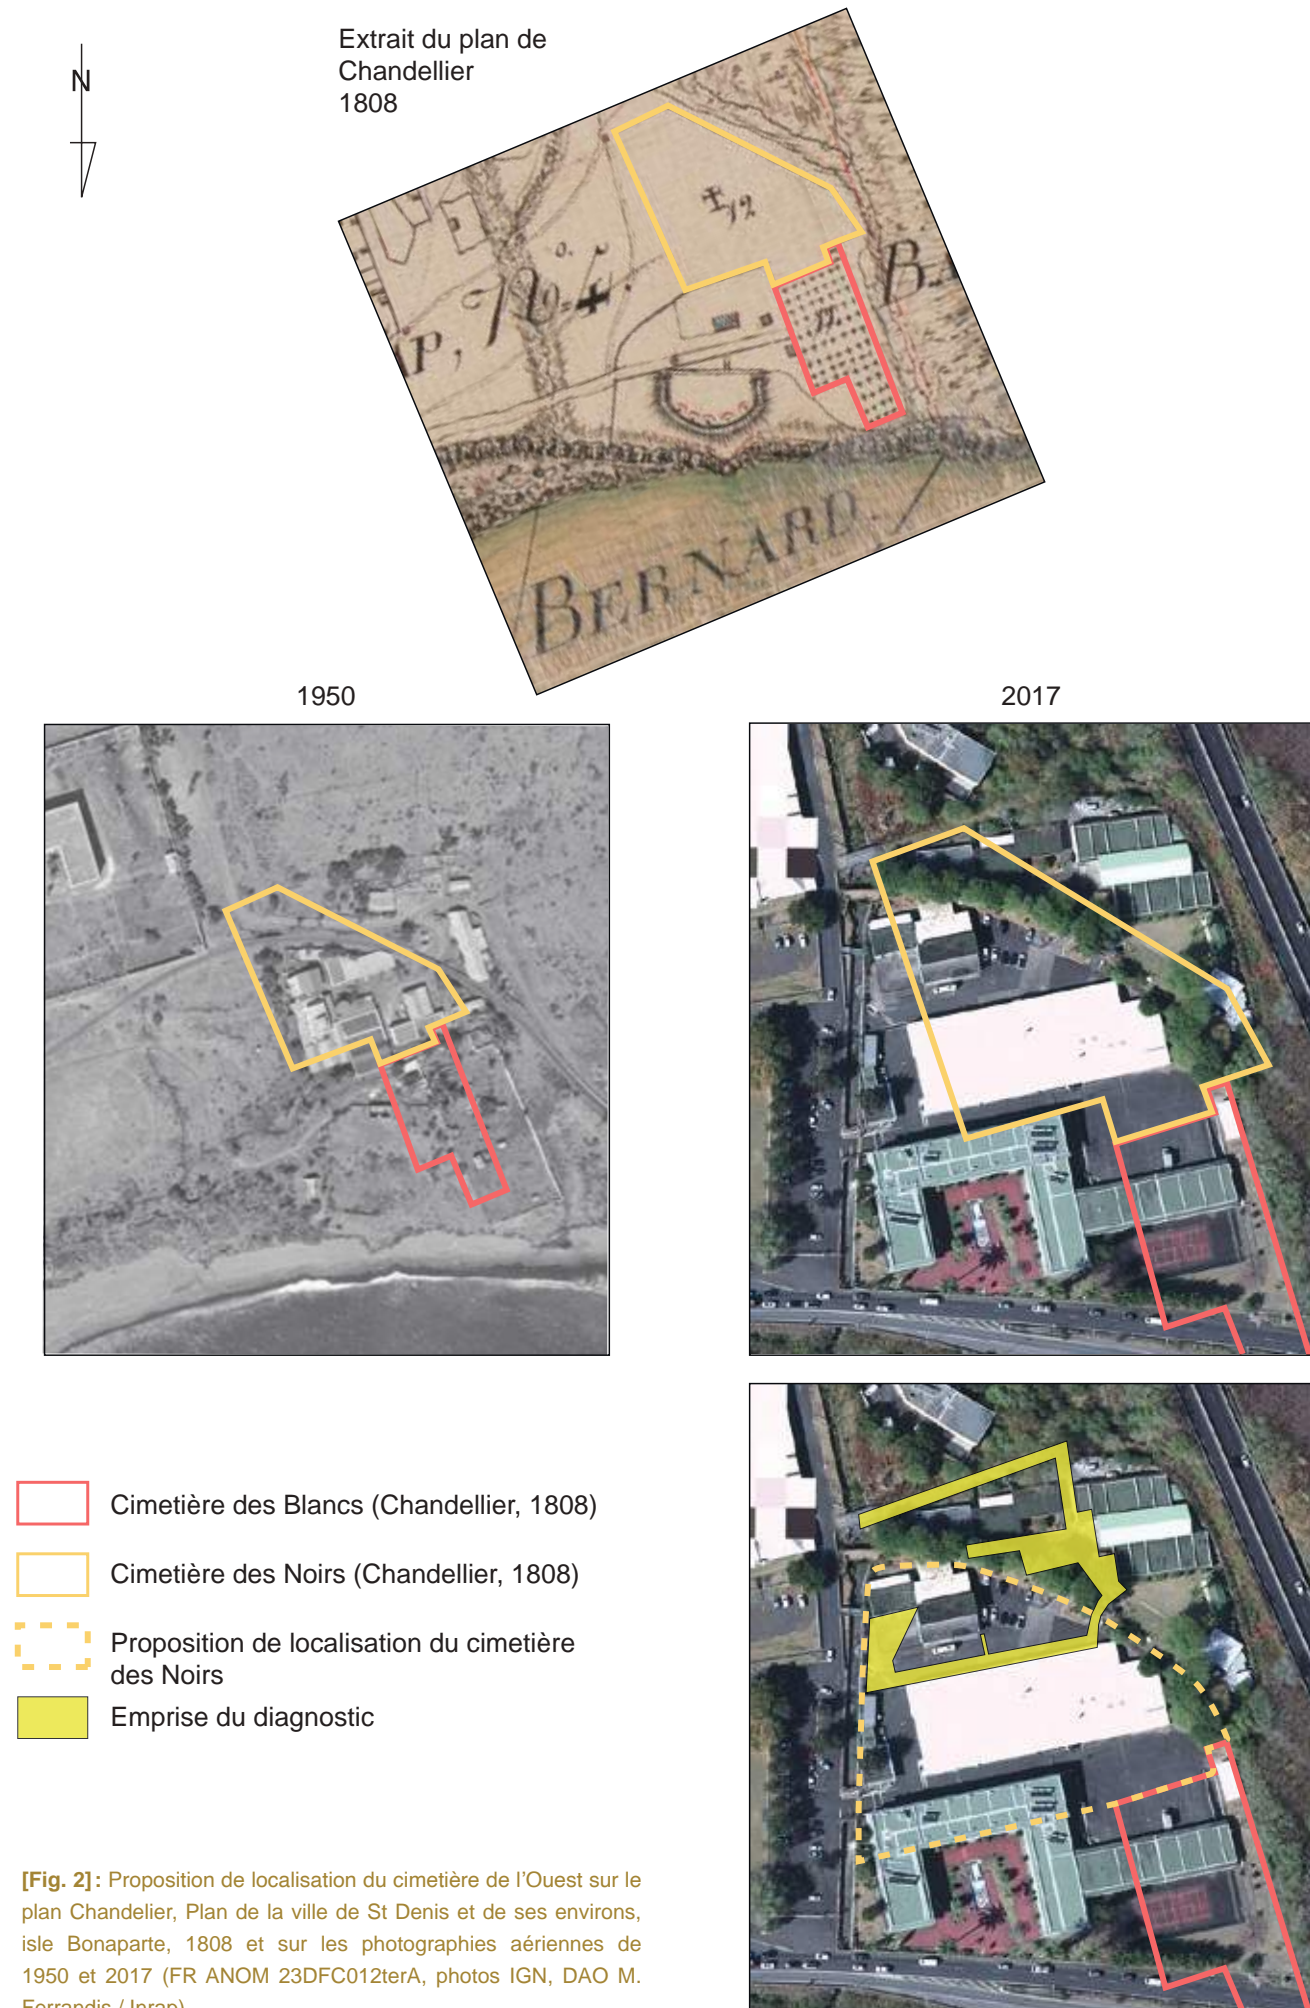 N
Extrait du plan de
Chandellier
1808
12
BERNARD
1950
2017
Cimetière des Blancs (Chandellier, 1808)
Cimetière des Noirs (Chandellier, 1808)
Proposition de localisation du cimetière
des Noirs
Emprise du diagnostic
[Fig. 2] : Proposition de localisation du cimetière de l'Ouest sur le
plan Chandelier, Plan de la ville de St Denis et de ses environs,
isle Bonaparte, 1808 et sur les photographies aériennes de
1950 et 2017 (FR ANOM 23DFC012terA, photos IGN, DAO M.
Ferrandis / Inrap)